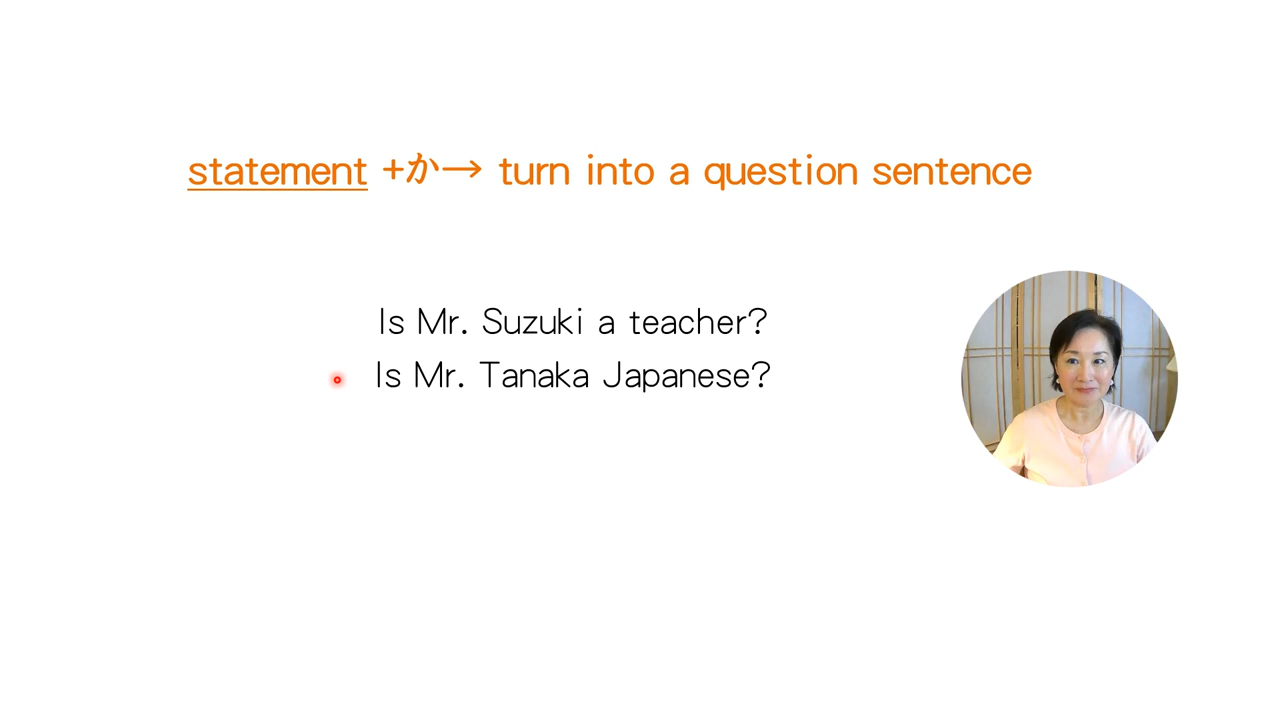 statement +か→ turn into a question sentence
Is Mr. Suzuki a teacher?
Is Mr. Tanaka Japanese?